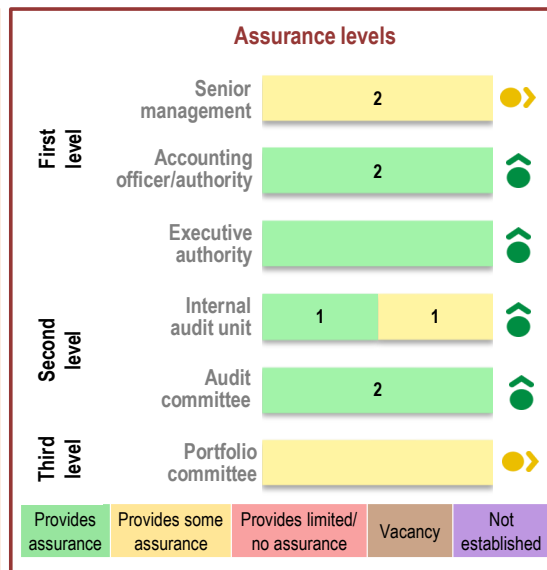 Assurance levels
First
level
Senior
management
2
Accounting
officer/authority
2
Executive
authority
Second
level
Internal
audit unit
1 1
Audit
committee
2
Third
level
Portfolio
committee
Provides
assurance
Provides some
assurance
Provides limited/
no assurance
Vacancy
Not
established